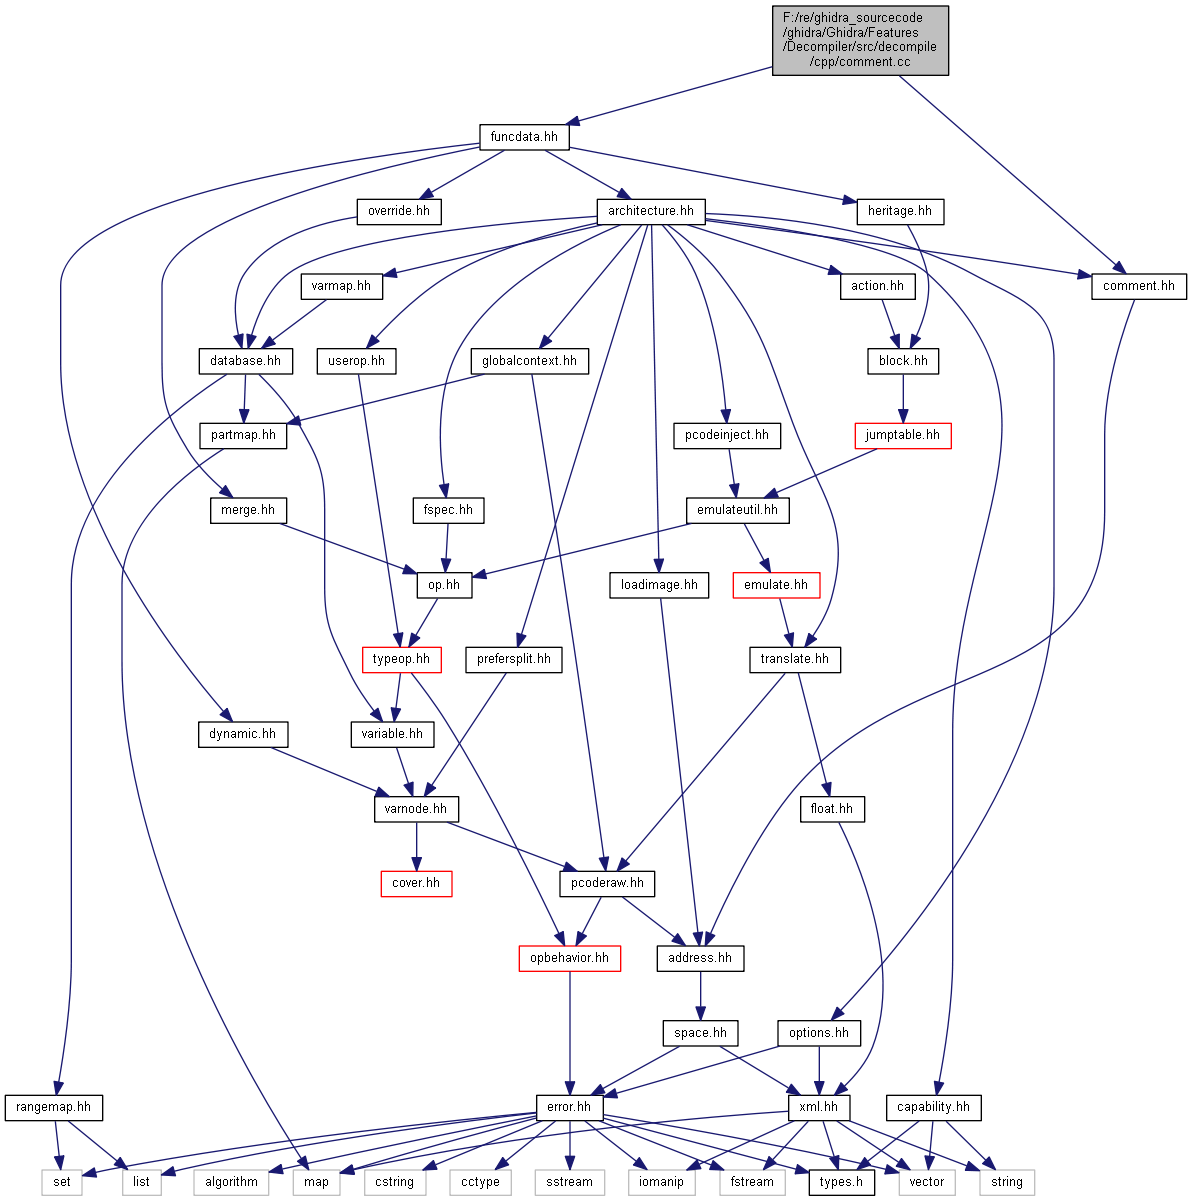 F:/re/ghidra_sourcecode
/ghidra/Ghidra/Features
/Decompiler/src/decompile
/cpp/comment.cc
funcdata.hh
override.hh
architecture.hh
heritage.hh
varmap.hh
action.hh
comment.hh
database.hh
userop.hh
globalcontext.hh
block.hh
partmap.hh
pcodeinject.hh
jumptable.hh
merge.hh
fspec.hh
emulateutil.hh
op.hh
loadimage.hh
emulate.hh
typeop.hh
prefersplit.hh
translate.hh
dynamic.hh
variable.hh
varnode.hh
float.hh
cover.hh
pcoderaw.hh
opbehavior.hh
address.hh
space.hh
options.hh
rangemap.hh
error.hh
xml.hh
capability.hh
set
list
algorithm
map
cstring
cctype
sstream
iomanip
fstream
types.h
vector
string